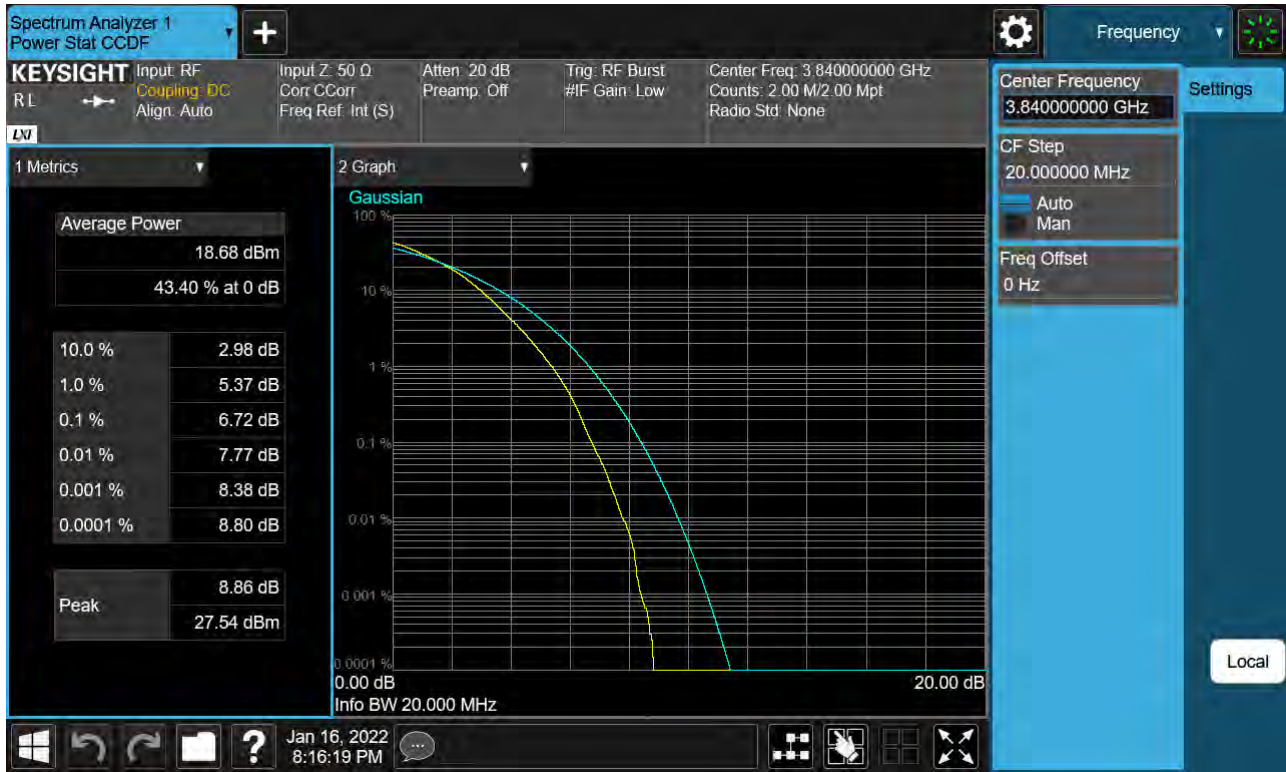 Spectrum Analyzer 1
Power Stat CCDF
+
Frequency
KEYSIGHT
RL
LXI
Input: RF
Coupling: DC
Align: Auto
Input Z: 50 Ω
Corr CCorr
Freq Ref: Int (S)
Atten: 20 dB
Preamp: Off
Trig: RF Burst
#IF Gain: Low
Center Freq: 3.840000000 GHz
Counts: 2.00 M/2.00 Mpt
Radio Std: None
Center Frequency
3.840000000 GHz
Settings
CF Step
20.000000 MHz
Auto
Man
Freq Offset
0 Hz
Local
1 Metrics
Average Power
18.68 dBm
43.40 % at 0 dB
10.0 % 2.98 dB
1.0 % 5.37 dB
0.1 % 6.72 dB
0.01 % 7.77 dB
0.001 % 8.38 dB
0.0001 % 8.80 dB
Peak
8.86 dB
27.54 dBm
2 Graph
Gaussian
100 %
10 %
1 %
0.1 %
0.01 %
0.001 %
0.0001 %
0.00 dB 20.00 dB
Info BW 20.000 MHz
?
Jan 16, 2022
8:16:19 PM